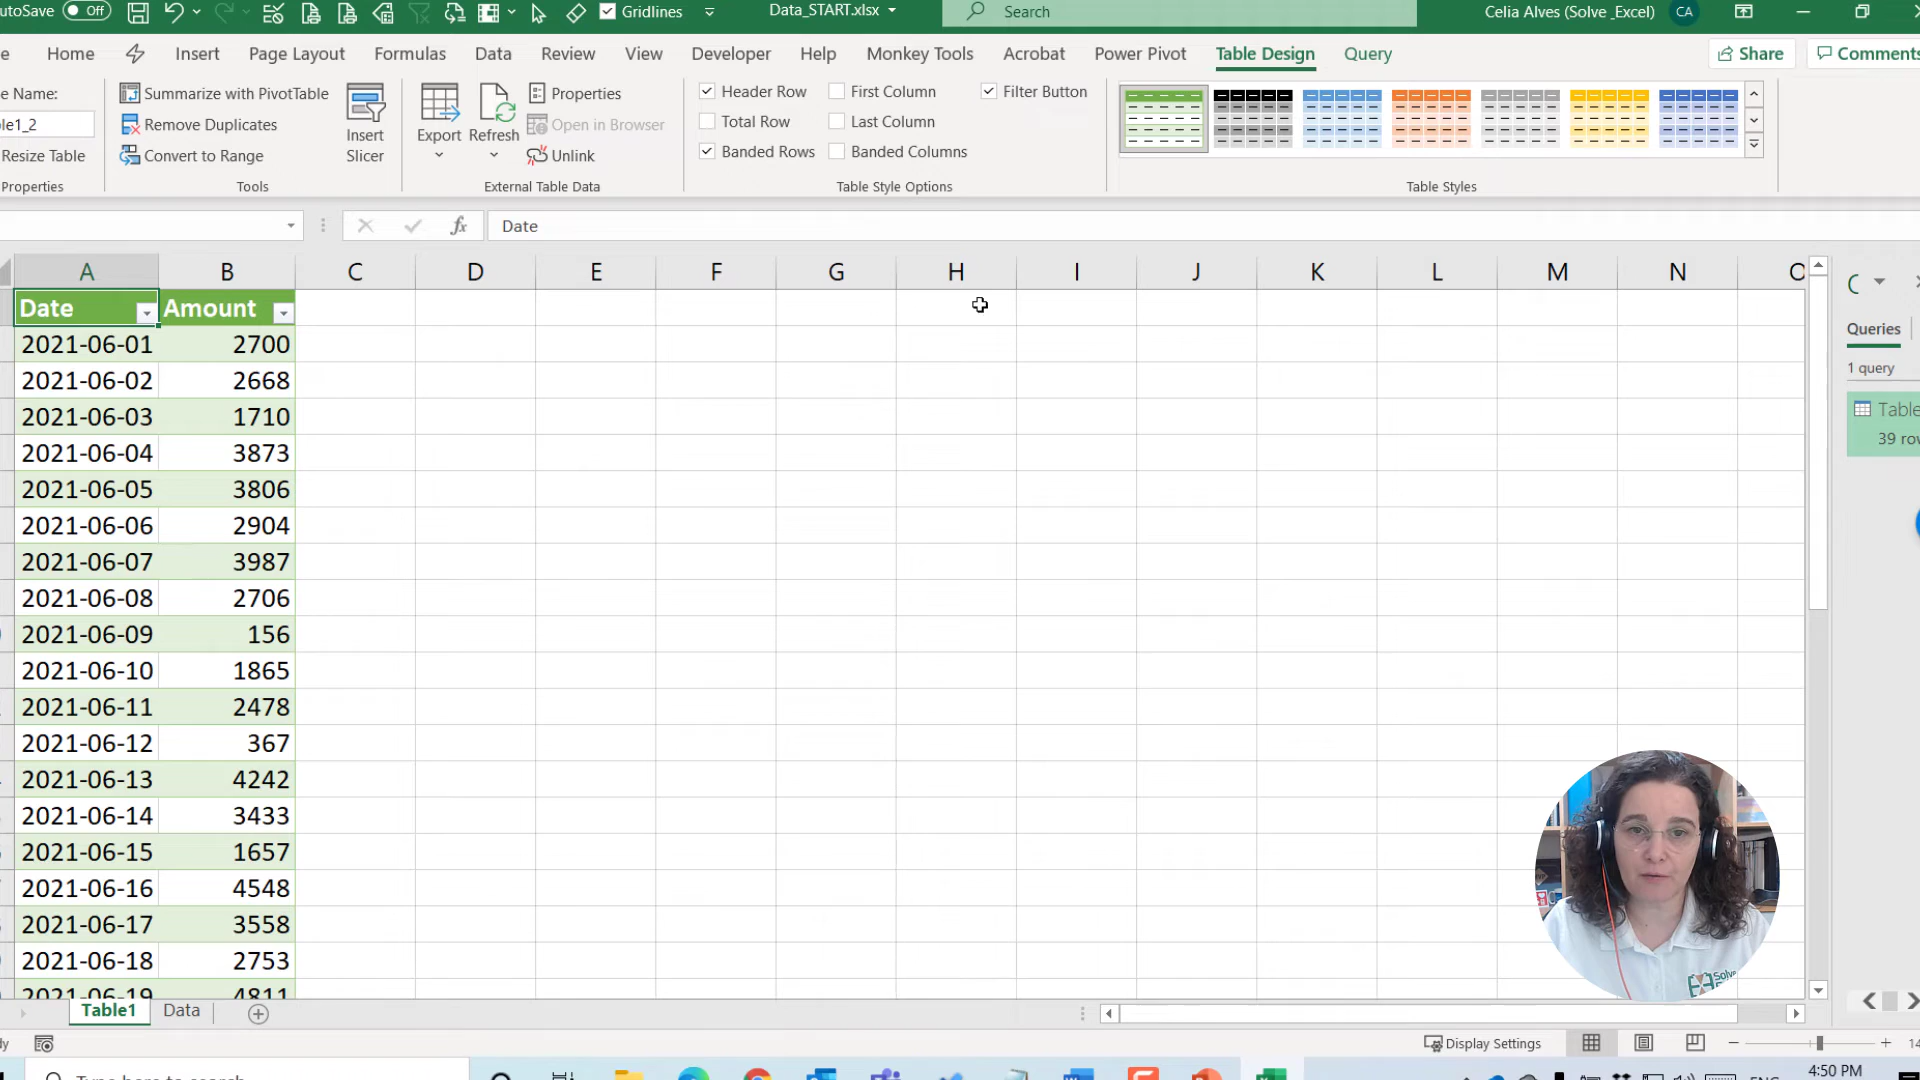 AutoSave Off Gridlines Data_START.xlsx Search Celia Alves (Solve _Excel) CA
Home Insert Page Layout Formulas Data Review View Developer Help Monkey Tools Acrobat Power Pivot Table Design Query Share Comments
e Name: Summarize with PivotTable Properties Header Row First Column Filter Button
le1_2 Remove Duplicates Insert Slicer Export Refresh Open in Browser Total Row Last Column
Resize Table Convert to Range Unlink Banded Rows Banded Columns
Properties Tools External Table Data Table Style Options Table Styles
fx Date
A B C D E F G H I J K L M N O
Date Amount
2021-06-01 2700
2021-06-02 2668
2021-06-03 1710
2021-06-04 3873
2021-06-05 3806
2021-06-06 2904
2021-06-07 3987
2021-06-08 2706
2021-06-09 156
2021-06-10 1865
2021-06-11 2478
2021-06-12 367
2021-06-13 4242
2021-06-14 3433
2021-06-15 1657
2021-06-16 4548
2021-06-17 3558
2021-06-18 2753
2021-06-19 4811
Queries
1 query
Table
39 row
Solve
Table1 Data
Display Settings
Type here to search
ENG 4:50 PM